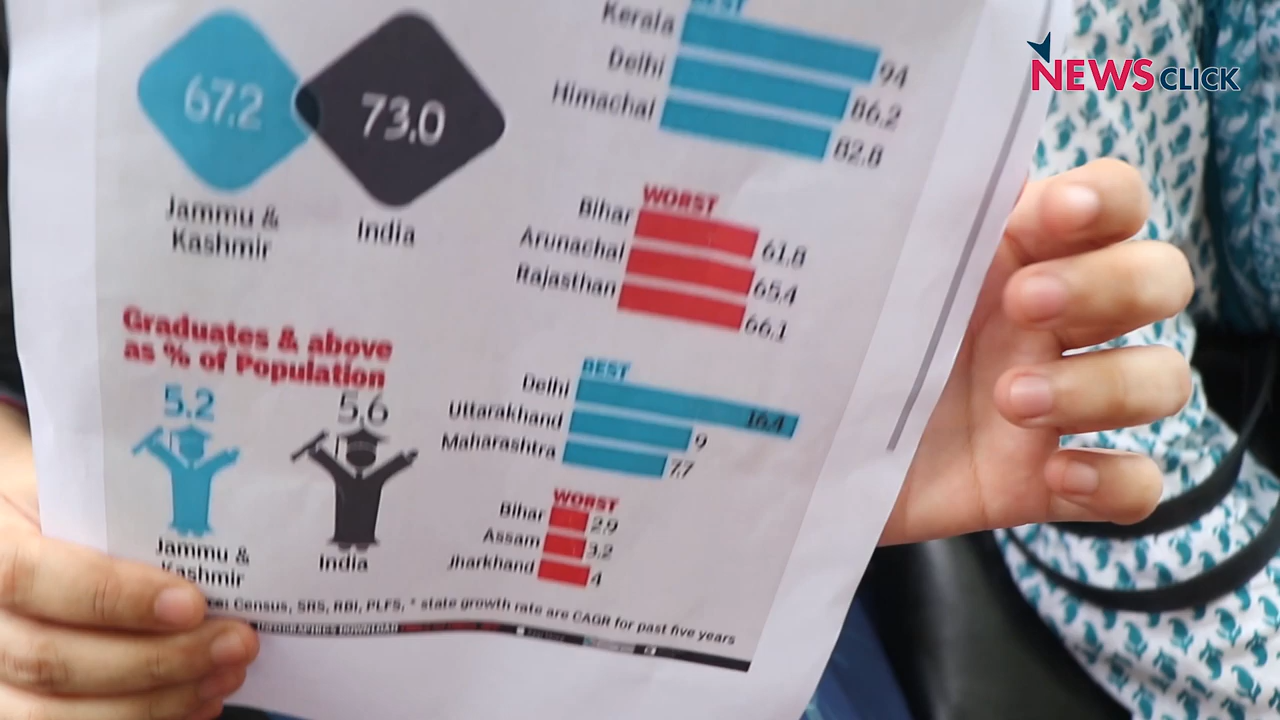 NEWSCLICK
BEST
Kerala 94
Delhi 86.2
Himachal 82.8
67.2
73.0
Jammu &
Kashmir
India
WORST
Bihar 61.8
Arunachal 65.4
Rajasthan 66.1
Graduates & above
as % of Population
5.2
5.6
Jammu &
Kashmir
India
BEST
Delhi 16.4
Uttarakhand 9
Maharashtra 7.7
WORST
Bihar 2.9
Assam 3.2
Jharkhand 4
Census, SRS, RBI, PLFS, * state growth rate are CAGR for past five years